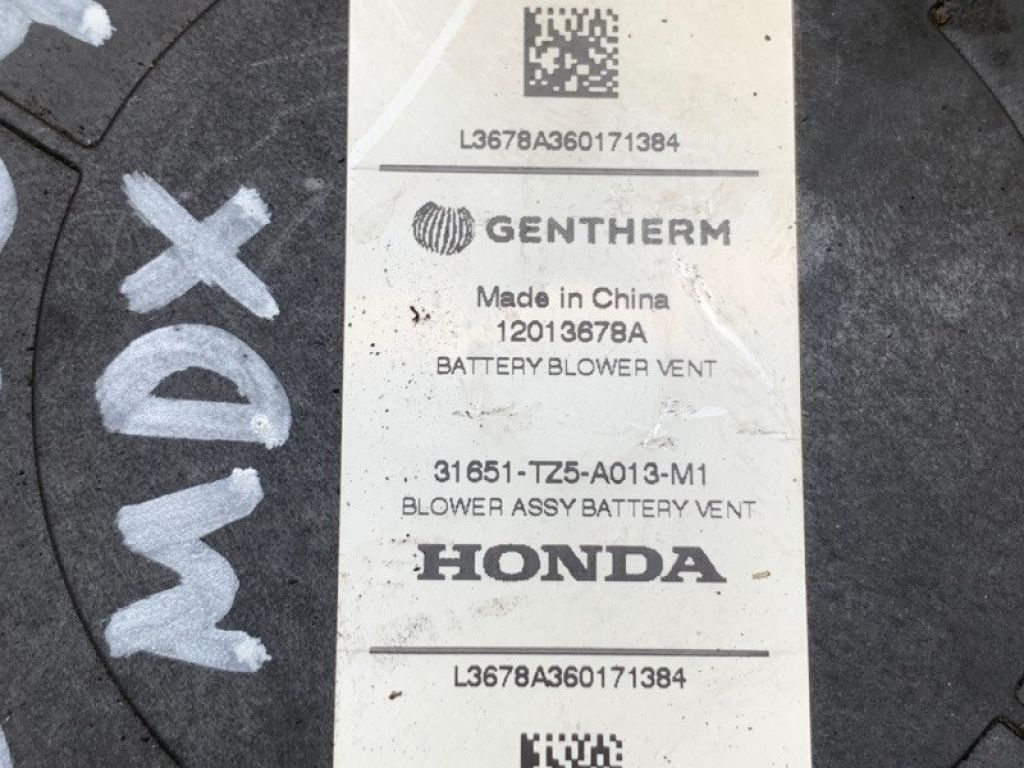 L3678A360171384
GENTHERM
Made in China
12013678A
BATTERY BLOWER VENT
31651-TZ5-A013-M1
BLOWER ASSY BATTERY VENT
HONDA
L3678A360171384
MDX